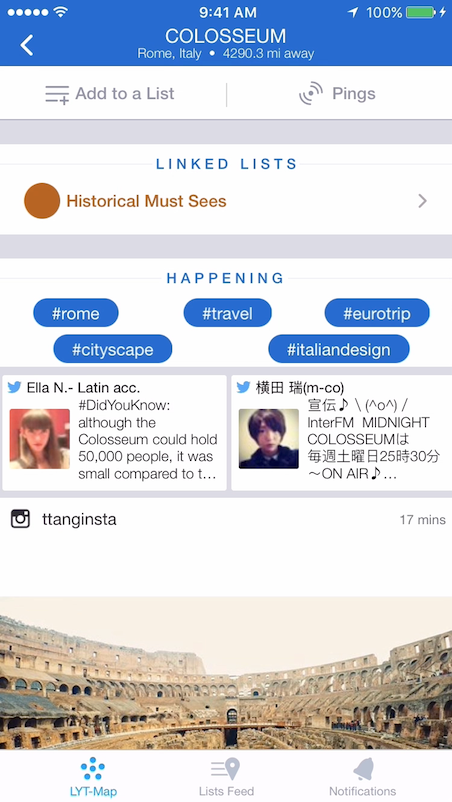 9:41 AM
100%
COLOSSEUM
Rome, Italy • 4290.3 mi away
Add to a List
Pings
LINKED LISTS
Historical Must Sees
HAPPENING
#rome
#travel
#eurotrip
#cityscape
#italiandesign
Ella N.- Latin acc.
#DidYouKnow:
although the
Colosseum could hold
50,000 people, it was
small compared to t...
横田 瑞(m-co)
宣伝♪ \ (^o^) /
InterFM MIDNIGHT
COLOSSEUMは
毎週土曜日25時30分
〜ON AIR♪...
ttanginsta
17 mins
LYT-Map
Lists Feed
Notifications